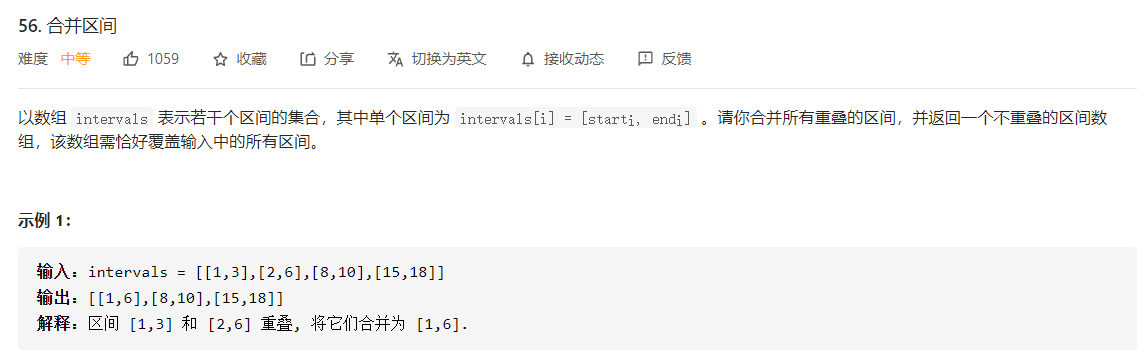 56. 合并区间
难度 中等 1059 收藏 分享 切换为英文 接收动态 反馈
以数组 intervals 表示若干个区间的集合，其中单个区间为 intervals[i] = [starti, endi] 。请你合并所有重叠的区间，并返回一个不重叠的区间数
组，该数组需恰好覆盖输入中的所有区间。
示例 1：
输入：intervals = [[1,3],[2,6],[8,10],[15,18]]
输出：[[1,6],[8,10],[15,18]]
解释：区间 [1,3] 和 [2,6] 重叠, 将它们合并为 [1,6].